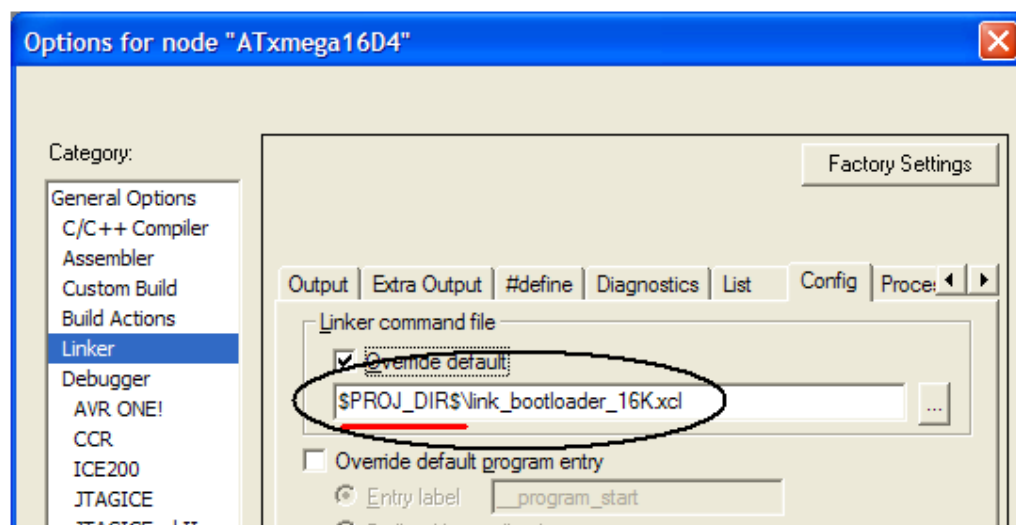 Options for node "ATxmega16D4"
Category:
Factory Settings
General Options
C/C++ Compiler
Assembler
Custom Build
Build Actions
Linker
Debugger
AVR ONE!
CCR
ICE200
JTAGICE
Output Extra Output #define Diagnostics List Config
Linker command file
Override default
$PROJ_DIR$\link_bootloader_16K.xcl
...
Override default program entry
Entry label __program_start